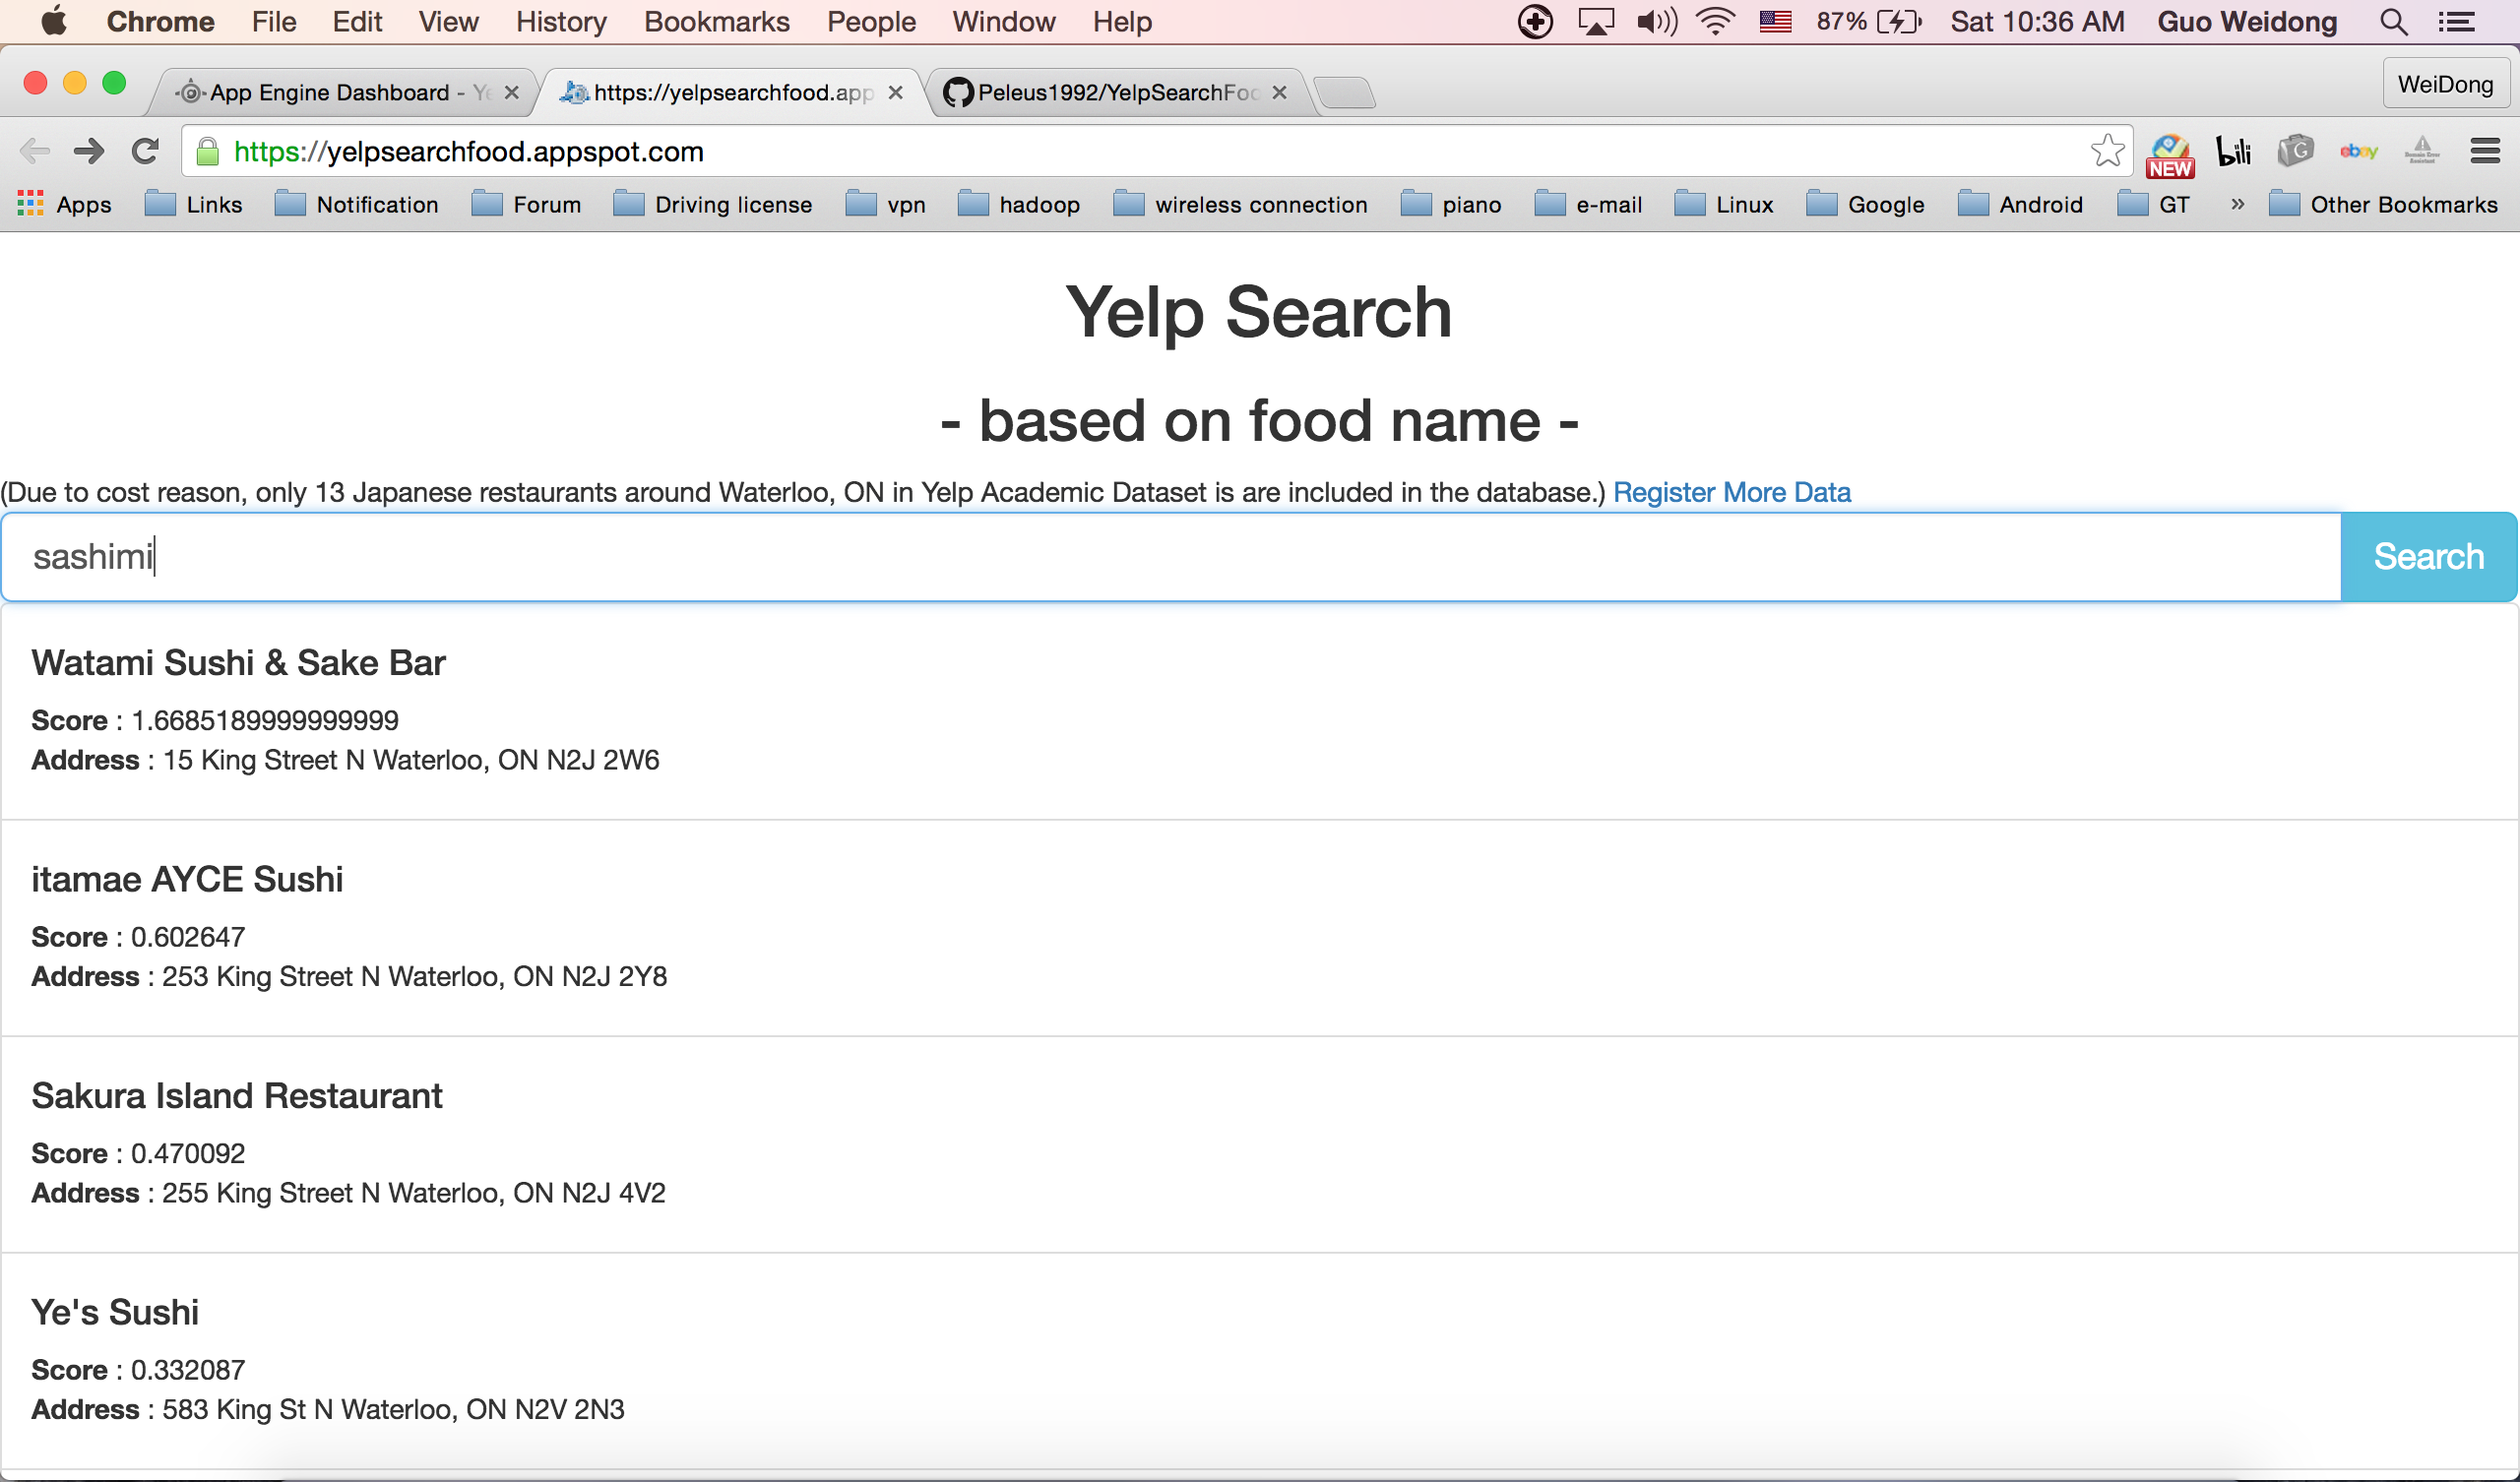 Chrome File Edit View History Bookmarks People Window Help 87% Sat 10:36 AM Guo Weidong
App Engine Dashboard - Ye https://yelpsearchfood.app Peleus1992/YelpSearchFoo WeiDong
https://yelpsearchfood.appspot.com NEW bili G ebay
Apps Links Notification Forum Driving license vpn hadoop wireless connection piano e-mail Linux Google Android GT » Other Bookmarks
Yelp Search
- based on food name -
(Due to cost reason, only 13 Japanese restaurants around Waterloo, ON in Yelp Academic Dataset is are included in the database.) Register More Data
sashimi Search
Watami Sushi & Sake Bar
Score : 1.6685189999999999
Address : 15 King Street N Waterloo, ON N2J 2W6
itamae AYCE Sushi
Score : 0.602647
Address : 253 King Street N Waterloo, ON N2J 2Y8
Sakura Island Restaurant
Score : 0.470092
Address : 255 King Street N Waterloo, ON N2J 4V2
Ye's Sushi
Score : 0.332087
Address : 583 King St N Waterloo, ON N2V 2N3